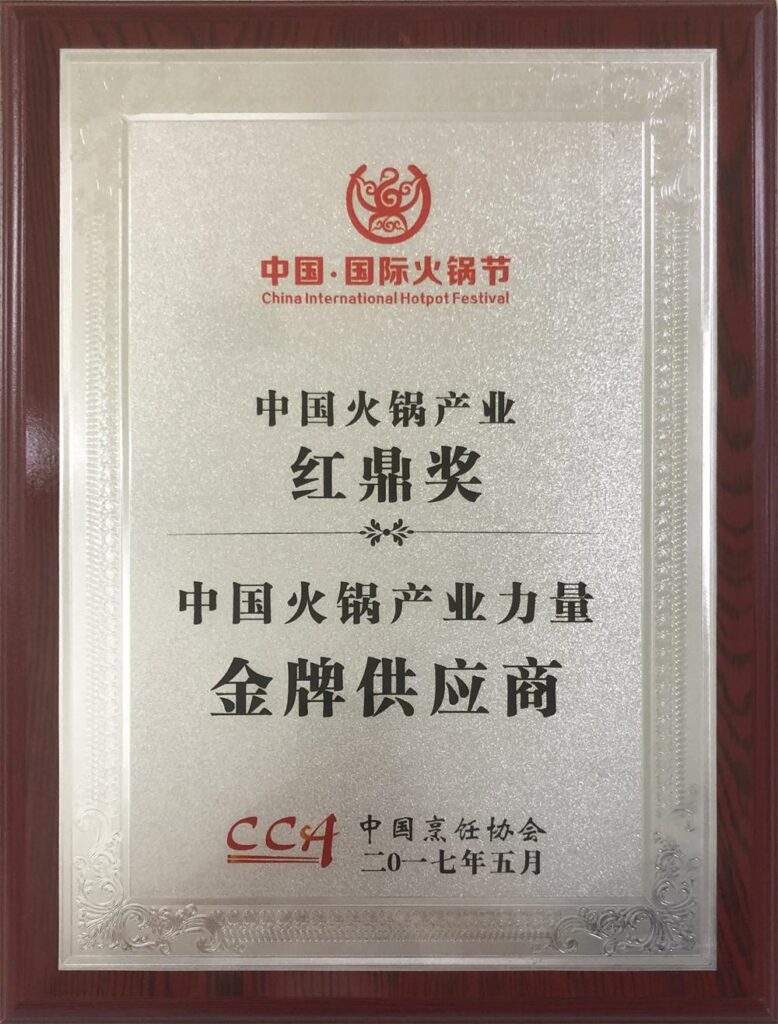 中国·国际火锅节
China International Hotpot Festival
中国火锅产业
红鼎奖
中国火锅产业力量
金牌供应商
CCA 中国烹饪协会
二0一七年五月